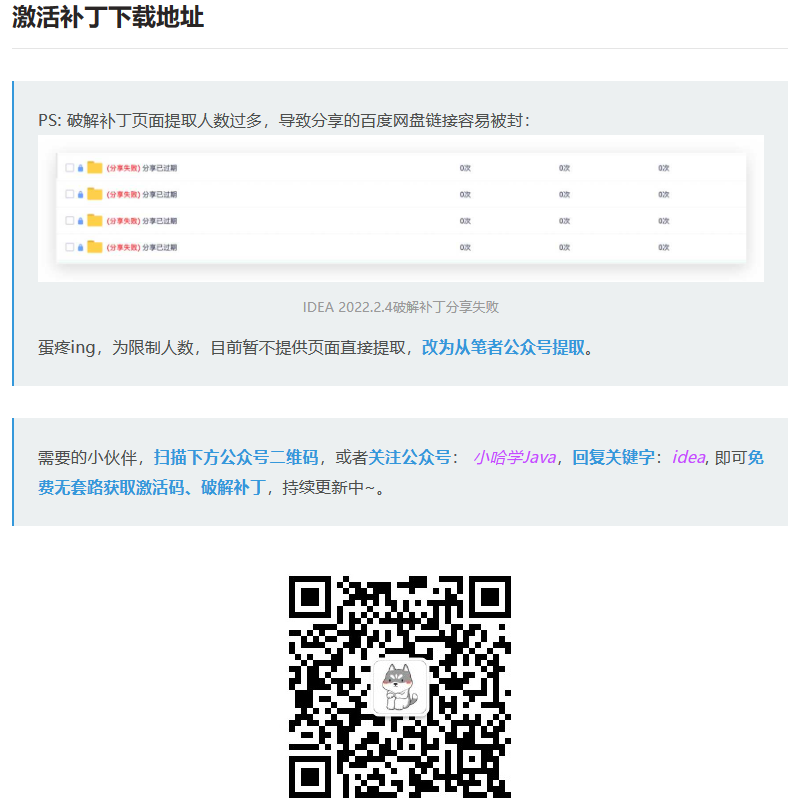 激活补丁下载地址
PS: 破解补丁页面提取人数过多，导致分享的百度网盘链接容易被封：
(分享失败) 分享已过期 0次 0次 0次
(分享失败) 分享已过期 0次 0次 0次
(分享失败) 分享已过期 0次 0次 0次
(分享失败) 分享已过期 0次 0次 0次
IDEA 2022.2.4破解补丁分享失败
蛋疼ing，为限制人数，目前暂不提供页面直接提取，改为从笔者公众号提取。
需要的小伙伴，扫描下方公众号二维码，或者关注公众号： 小哈学Java，回复关键字：idea, 即可免
费无套路获取激活码、破解补丁，持续更新中~。